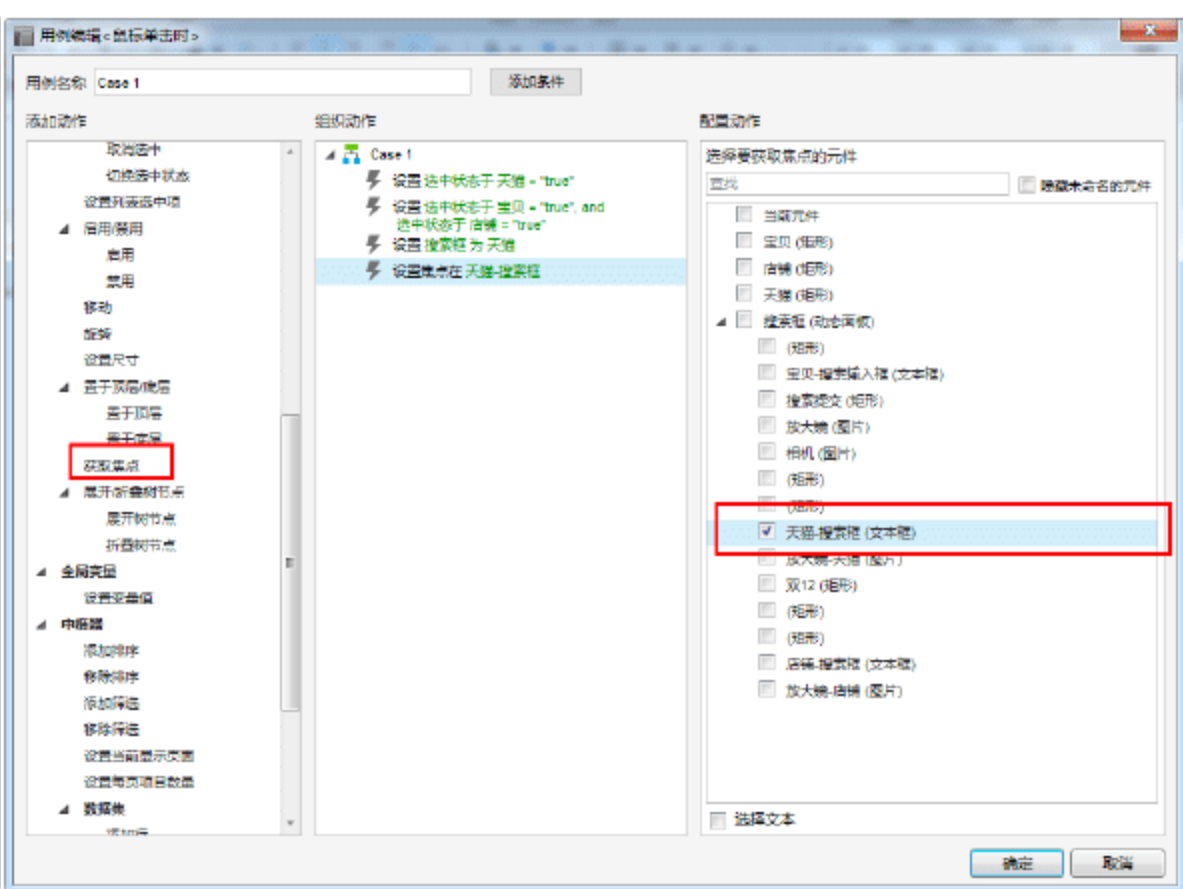 用例编辑<鼠标单击时>
用例名称 Case 1 添加条件
添加动作
取消选中
切换选中状态
设置列表选中项
启用/禁用
启用
禁用
移动
旋转
设置尺寸
置于顶层/底层
置于顶层
置于底层
获取焦点
展开/折叠树节点
展开树节点
折叠树节点
全局变量
设置变量值
中继器
添加排序
移除排序
添加筛选
移除筛选
设置当前显示页面
设置每页项目数量
数据集
添加行
组织动作
Case 1
设置 选中状态于 天猫 = "true"
设置 选中状态于 宝贝 = "true", and
选中状态于 店铺 = "true"
设置 搜索框 为 天猫
设置焦点在 天猫-搜索框
配置动作
选择要获取焦点的元件
查找 隐藏未命名的元件
当前元件
宝贝 (矩形)
店铺 (矩形)
天猫 (矩形)
搜索框 (动态面板)
(矩形)
宝贝-搜索输入框 (文本框)
搜索提交 (矩形)
放大镜 (图片)
相机 (图片)
(矩形)
(矩形)
天猫-搜索框 (文本框)
放大镜-天猫 (图片)
双12 (矩形)
(矩形)
(矩形)
店铺-搜索框 (文本框)
放大镜-店铺 (图片)
选择文本
确定 取消